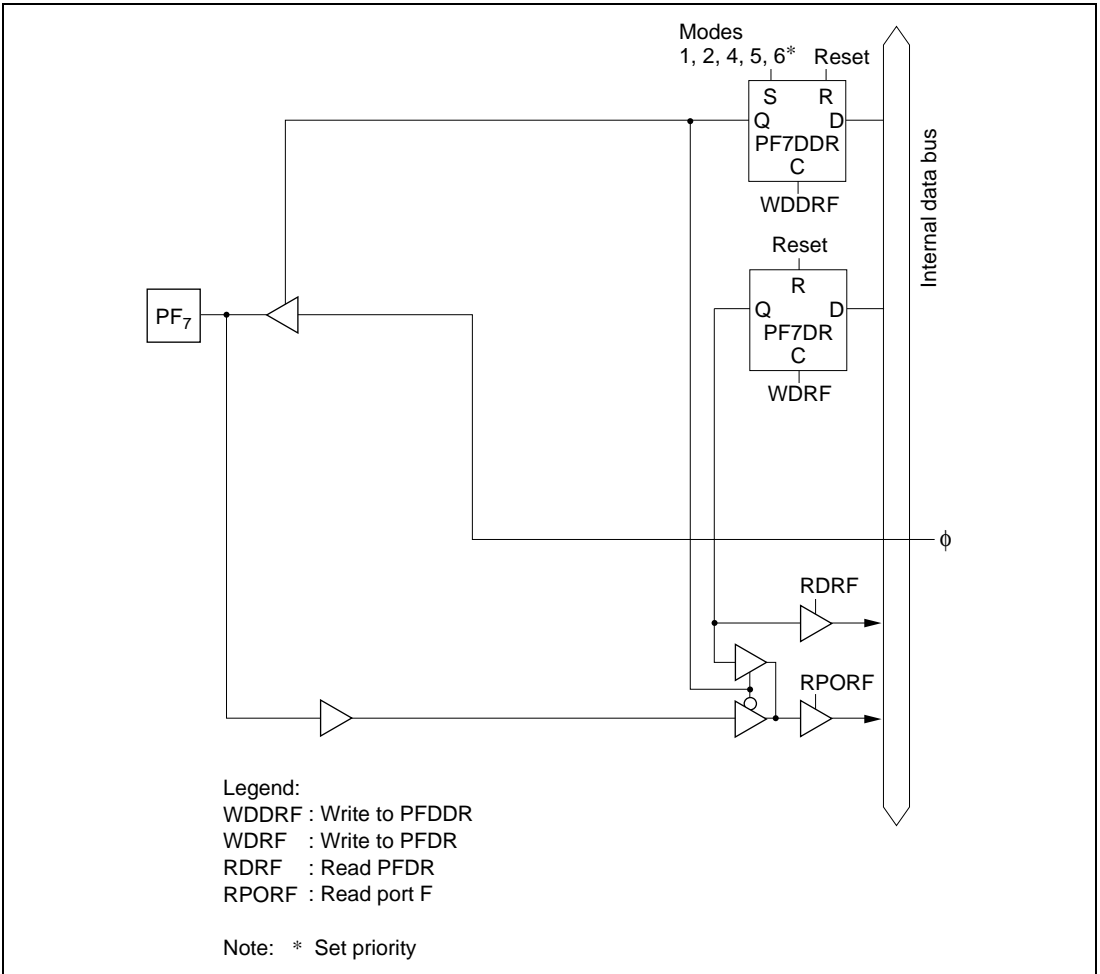 Modes
1, 2, 4, 5, 6* Reset
S R
Q D
PF7DDR
C
WDDRF
Internal data bus
Reset
R
Q D
PF7DR
C
WDRF
PF7
ϕ
RDRF
RPORF
Legend:
WDDRF : Write to PFDDR
WDRF : Write to PFDR
RDRF : Read PFDR
RPORF : Read port F
Note: * Set priority